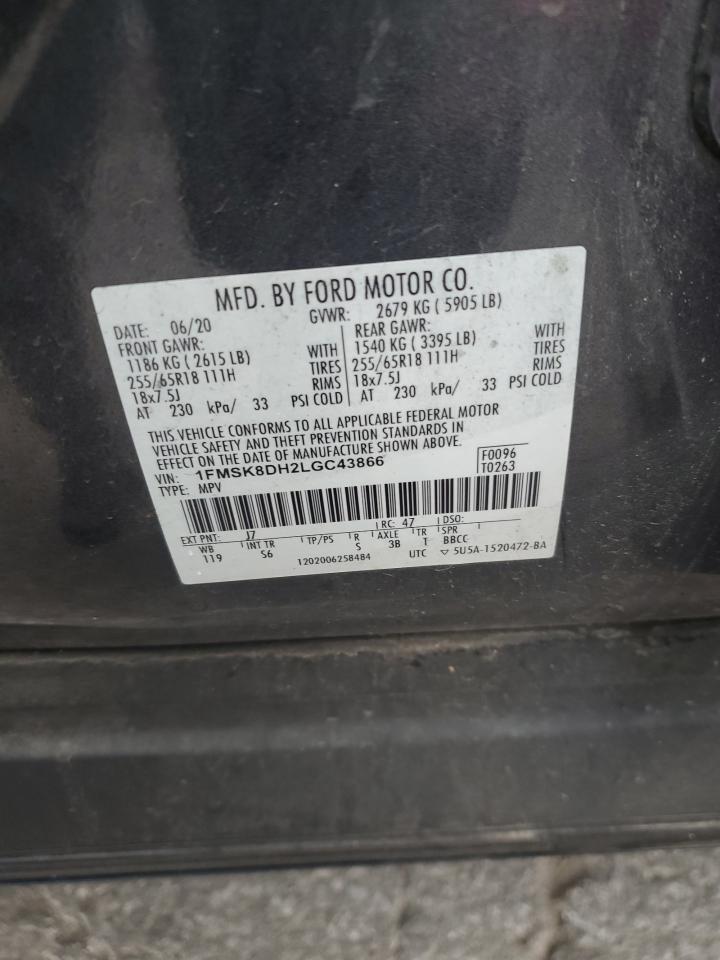 MFD. BY FORD MOTOR CO.
DATE: 06/20 GVWR: 2679 KG ( 5905 LB)
FRONT GAWR: REAR GAWR:
1186 KG ( 2615 LB) WITH 1540 KG ( 3395 LB) WITH
255/65R18 111H TIRES 255/65R18 111H TIRES
18x7.5J RIMS 18x7.5J RIMS
AT 230 kPa/ 33 PSI COLD AT 230 kPa/ 33 PSI COLD
THIS VEHICLE CONFORMS TO ALL APPLICABLE FEDERAL MOTOR
VEHICLE SAFETY AND THEFT PREVENTION STANDARDS IN
EFFECT ON THE DATE OF MANUFACTURE SHOWN ABOVE.
VIN: 1FMSK8DH2LGC43866 F0096
TYPE: MPV T0263
EXT PNT: J7 RC: 47 DSO:
WB INT TR TP/PS R AXLE TR SPR
119 S6 S 3B T BBCC
1202006258484 UTC ▽ 5U5A-1520472-BA